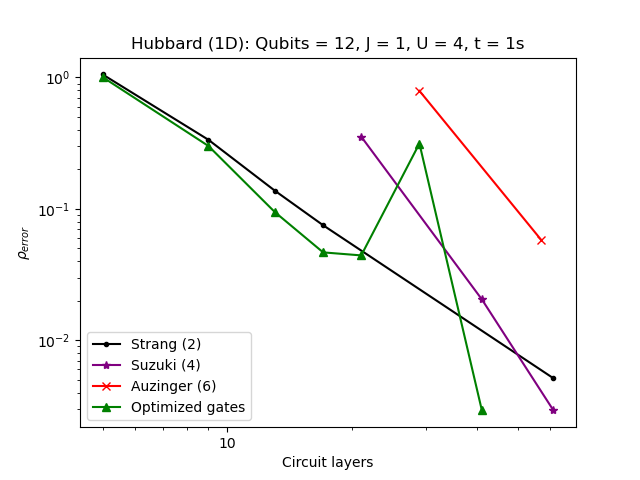 Hubbard (1D): Qubits = 12, J = 1, U = 4, t = 1s
10⁰
10⁻¹
10⁻²
ρ_error
Strang (2)
Suzuki (4)
Auzinger (6)
Optimized gates
10
Circuit layers